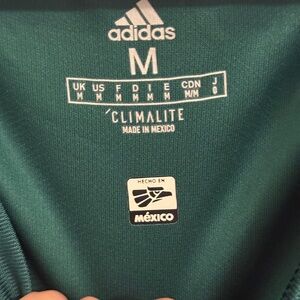 adidas
M
UK US F D I E CDN J
M M M M M M M/M O
CLIMALITE
MADE IN MEXICO
HECHO EN
MÉXICO